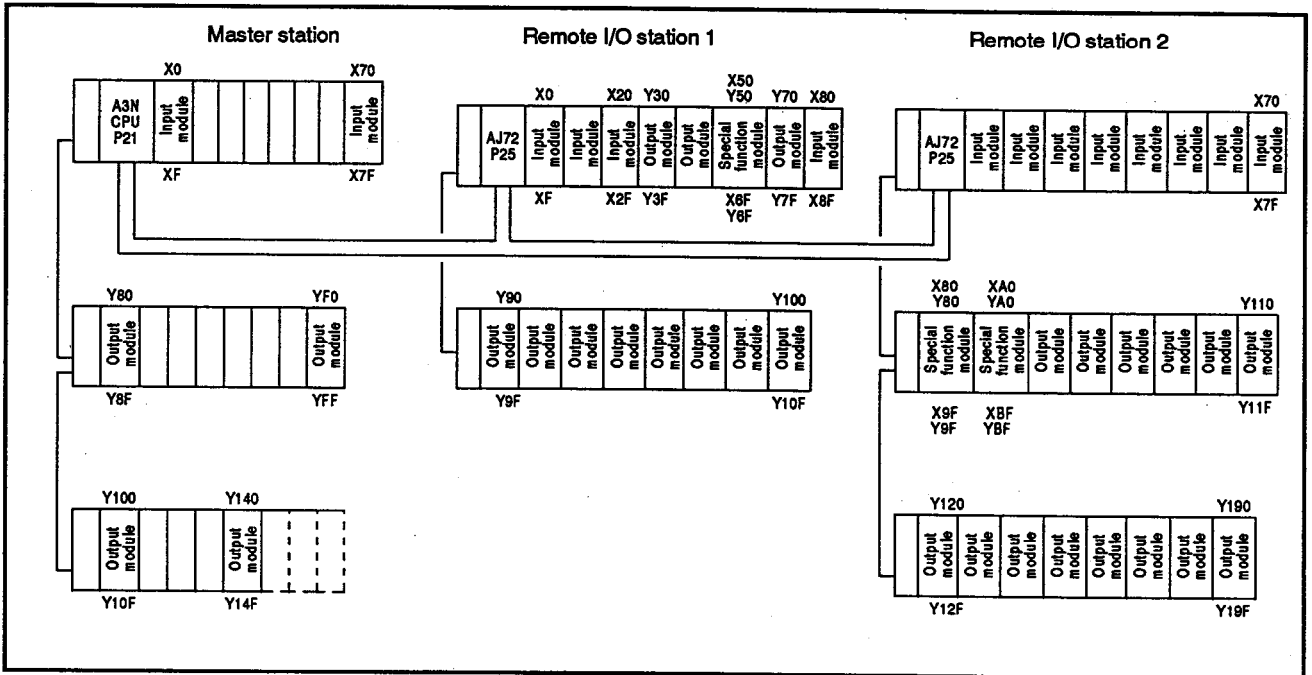 Master station
Remote I/O station 1
Remote I/O station 2
X0
X70
A3N
CPU
P21
Input
module
Input
module
XF
X7F
Y80
YF0
Output
module
Output
module
Y8F
YFF
Y100
Y140
Output
module
Output
module
Y10F
Y14F
X0
X20
Y30
X50
Y50
Y70
X80
AJ72
P25
Input
module
Input
module
Input
module
Output
module
Output
module
Special
function
module
Output
module
Input
module
XF
X2F
Y3F
X6F
Y6F
Y7F
X8F
Y90
Y100
Output
module
Output
module
Output
module
Output
module
Output
module
Output
module
Output
module
Output
module
Y9F
Y10F
X70
AJ72
P25
Input
module
Input
module
Input
module
Input
module
Input
module
Input
module
Input
module
Input
module
X7F
X80
Y80
XA0
YA0
Y110
Special
function
module
Special
function
module
Output
module
Output
module
Output
module
Output
module
Output
module
Output
module
X9F
Y9F
XBF
YBF
Y11F
Y120
Y190
Output
module
Output
module
Output
module
Output
module
Output
module
Output
module
Output
module
Output
module
Y12F
Y19F